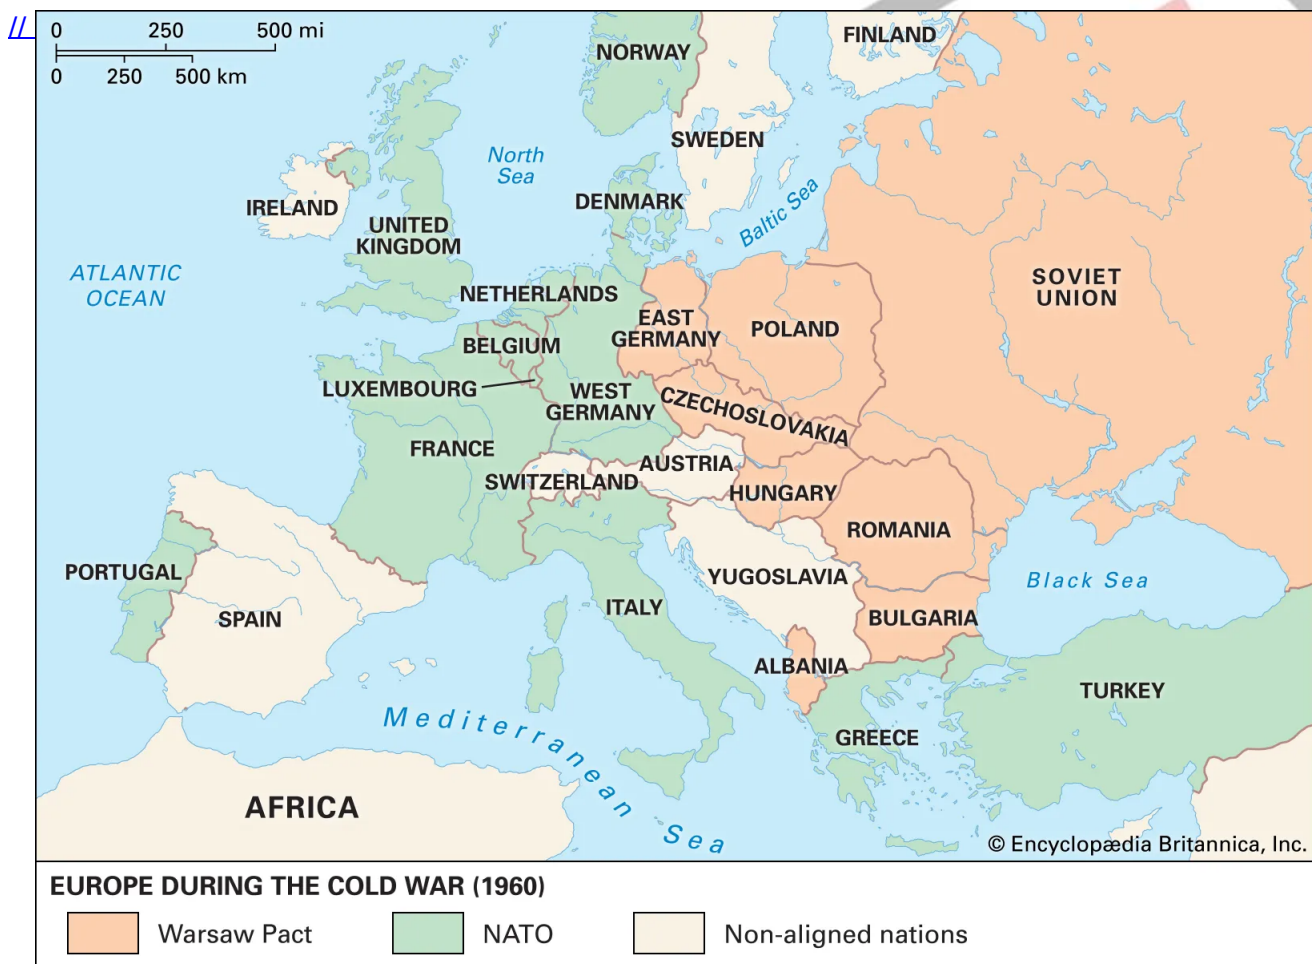 //
0 250 500 mi
0 250 500 km
NORWAY
FINLAND
SWEDEN
North
Sea
DENMARK
Baltic Sea
IRELAND
UNITED
KINGDOM
ATLANTIC
OCEAN
NETHERLANDS
SOVIET
UNION
EAST
GERMANY
POLAND
BELGIUM
LUXEMBOURG
WEST
GERMANY
CZECHOSLOVAKIA
FRANCE
AUSTRIA
SWITZERLAND
HUNGARY
ROMANIA
PORTUGAL
YUGOSLAVIA
Black Sea
SPAIN
ITALY
BULGARIA
ALBANIA
TURKEY
Mediterranean Sea
GREECE
AFRICA
© Encyclopædia Britannica, Inc.
EUROPE DURING THE COLD WAR (1960)
Warsaw Pact NATO Non-aligned nations